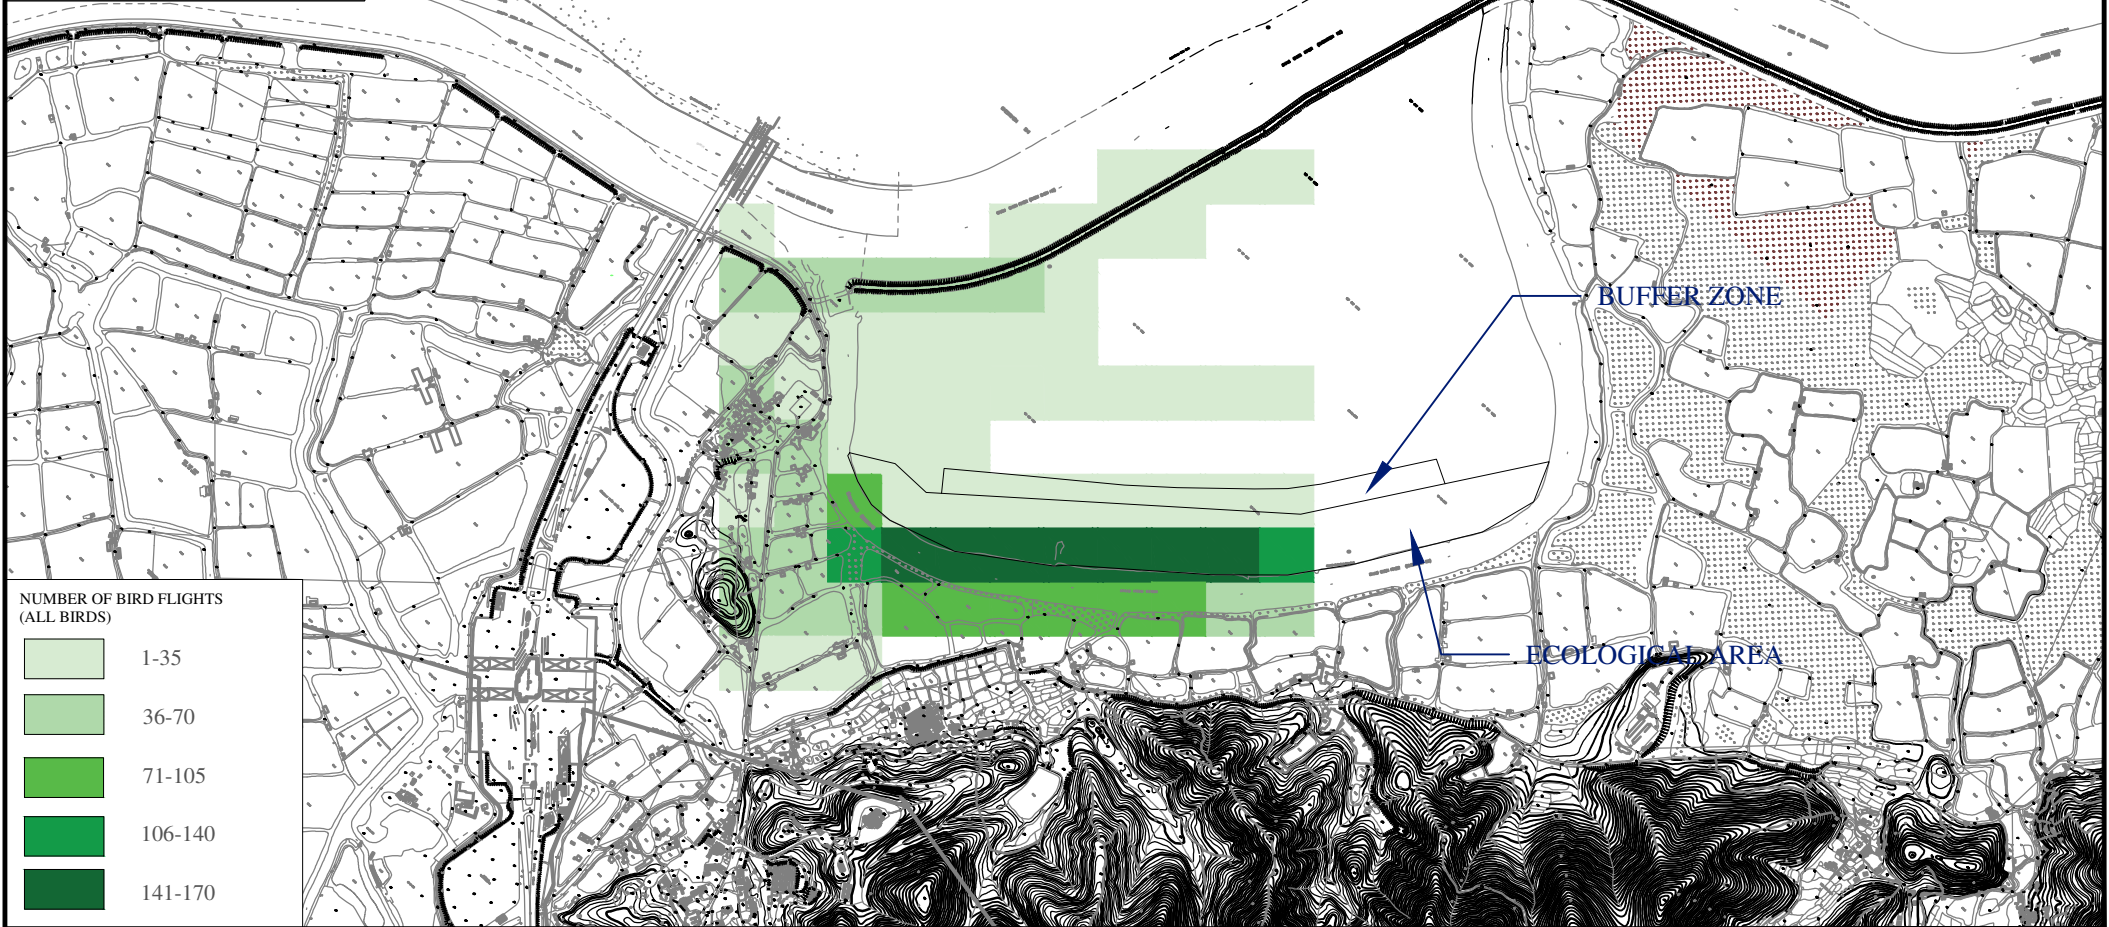 BUFFER ZONE
ECOLOGICAL AREA
NUMBER OF BIRD FLIGHTS
(ALL BIRDS)
1-35
36-70
71-105
106-140
141-170